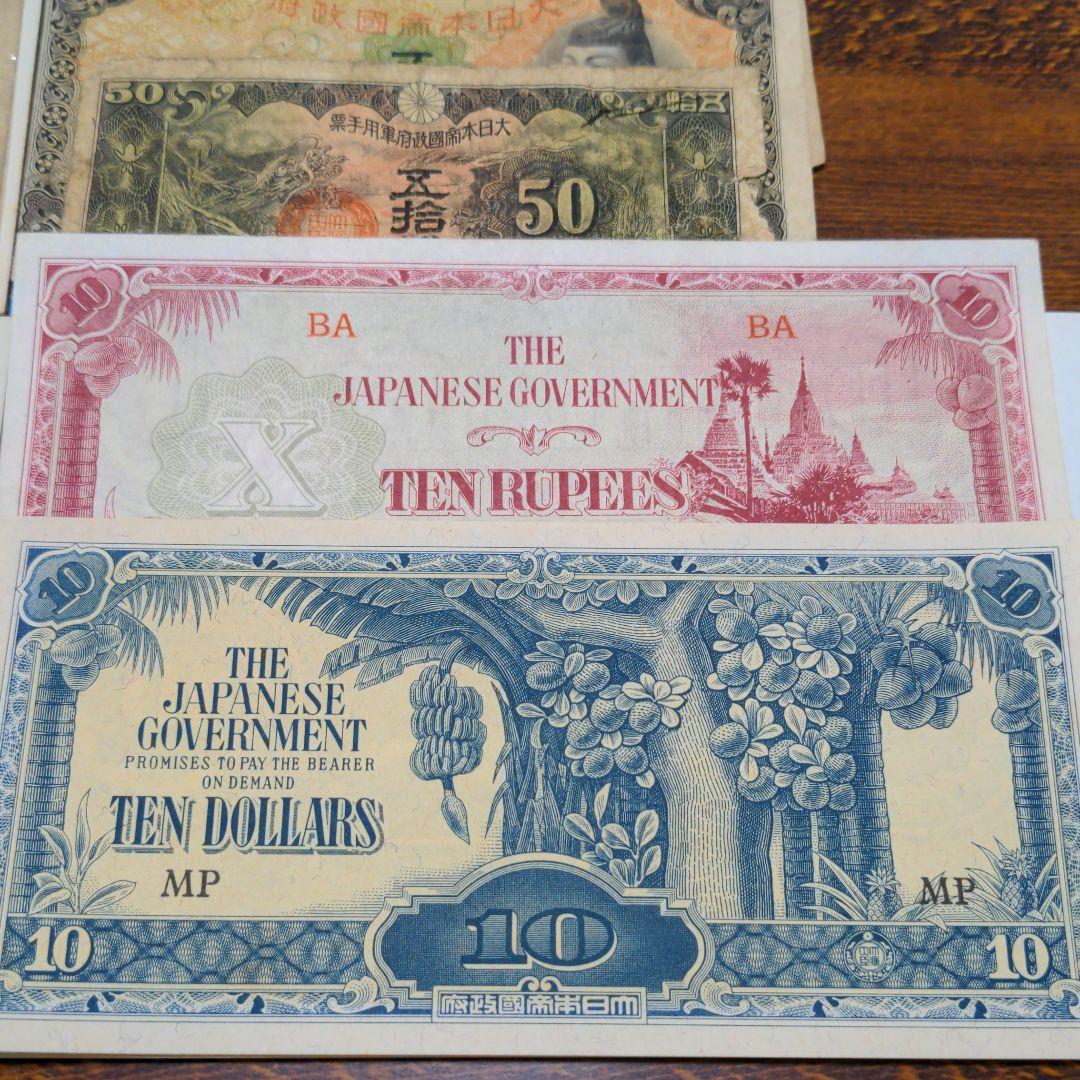 大日本帝國政府
50
五拾
大日本帝國政府軍用手票
五拾
50
10
10
BA
BA
THE
JAPANESE GOVERNMENT
X
TEN RUPEES
10
10
THE
JAPANESE
GOVERNMENT
PROMISES TO PAY THE BEARER
ON DEMAND
TEN DOLLARS
MP
MP
10
10
10
大日本帝國政府